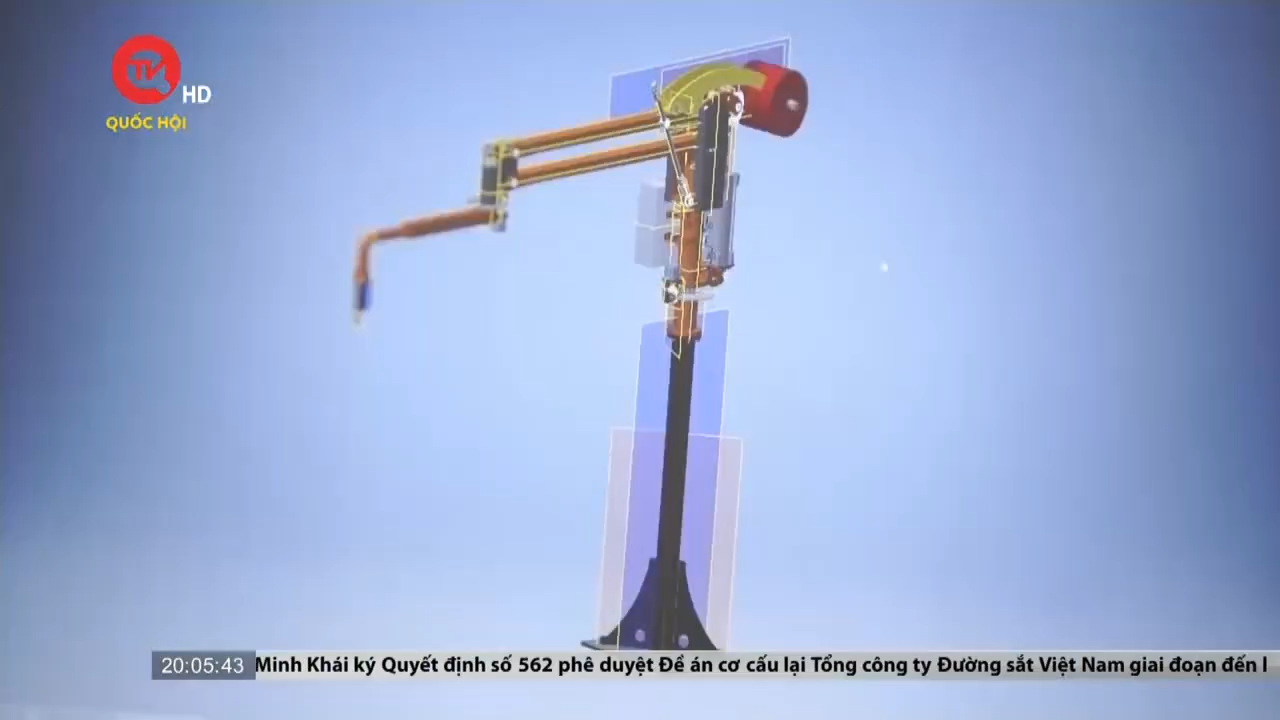 TV
HD
QUỐC HỘI
20:05:43
Minh Khái ký Quyết định số 562 phê duyệt Đề án cơ cấu lại Tổng công ty Đường sắt Việt Nam giai đoạn đến